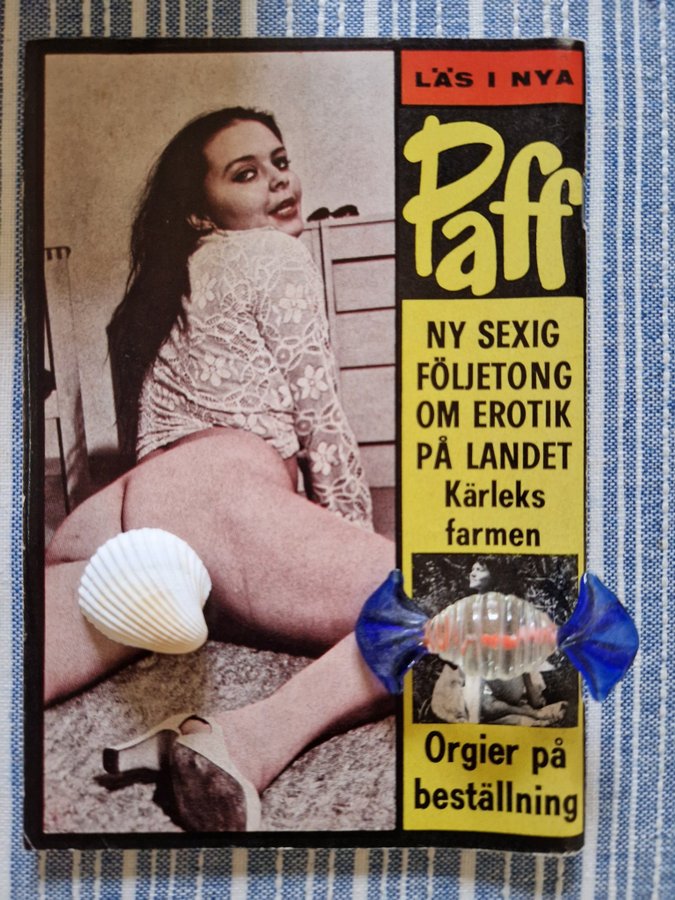 LÄS I NYA
Paff
NY SEXIG
FÖLJETONG
OM EROTIK
PÅ LANDET
Kärleks
farmen
Orgier på
beställning